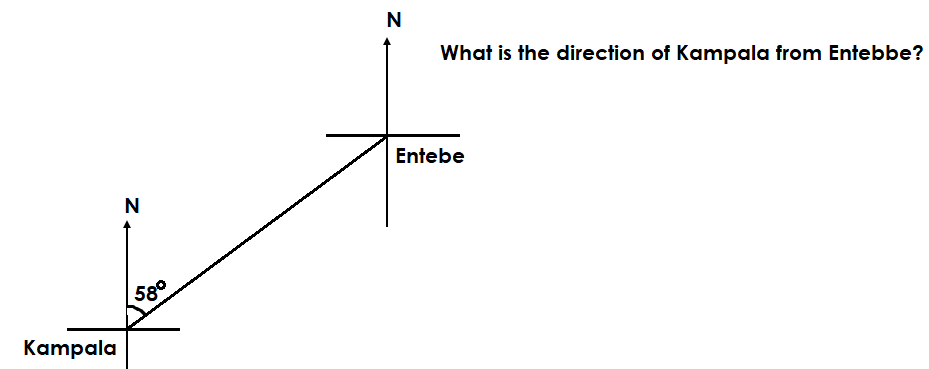 N
What is the direction of Kampala from Entebbe?
Entebe
N
58°
Kampala